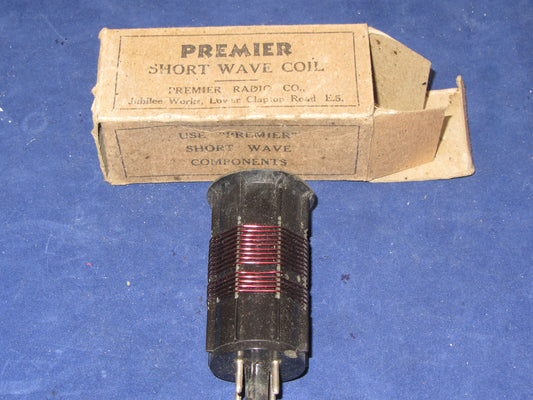 PREMIER
SHORT WAVE COIL
PREMIER RADIO CO.,
Jubilee Works, Lower Clapton Road E.5.
USE "PREMIER"
SHORT WAVE
COMPONENTS